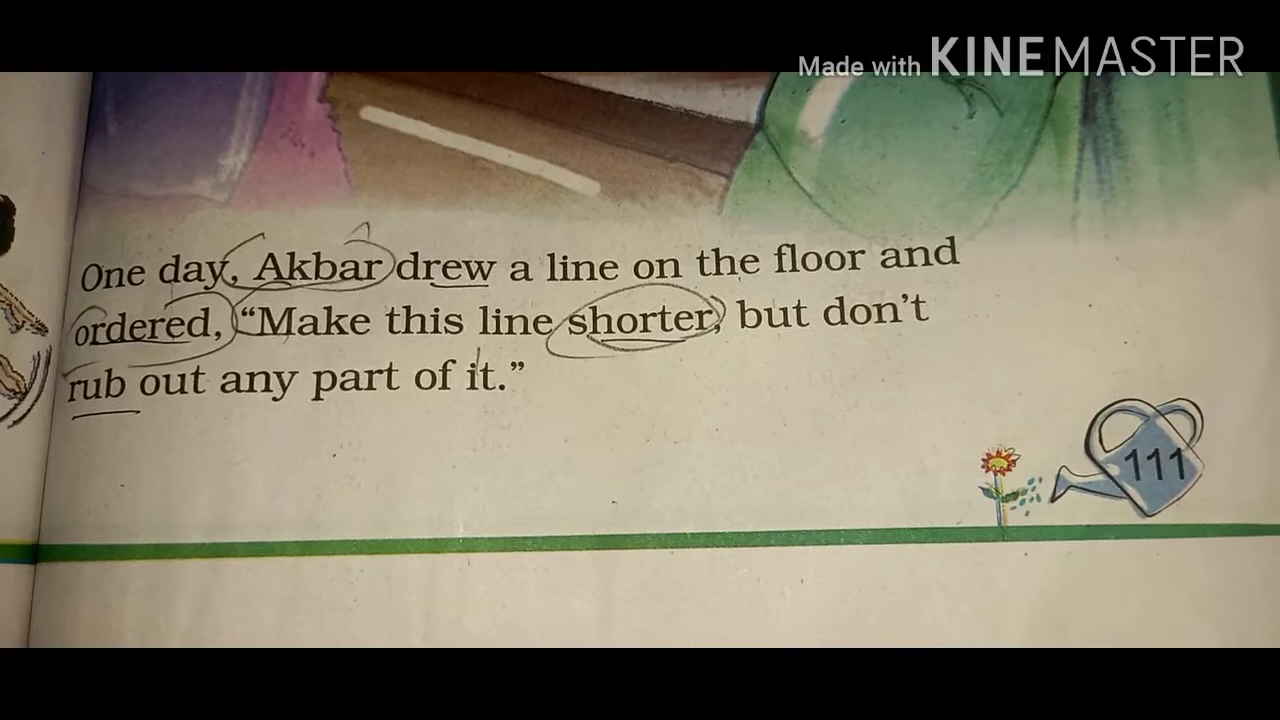 Made with KINEMASTER
One day, Akbar drew a line on the floor and
ordered, “Make this line shorter, but don’t
rub out any part of it.”
111